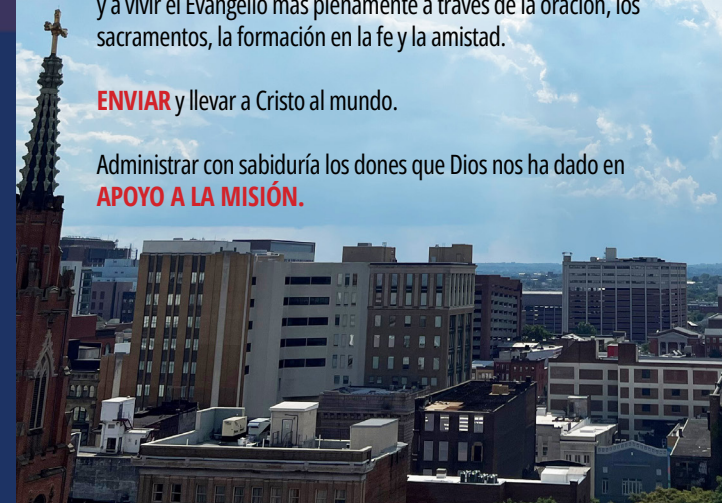 y a vivir el Evangelio más plenamente a través de la oración, los
sacramentos, la formación en la fe y la amistad.
ENVIAR y llevar a Cristo al mundo.
Administrar con sabiduría los dones que Dios nos ha dado en
APOYO A LA MISIÓN.